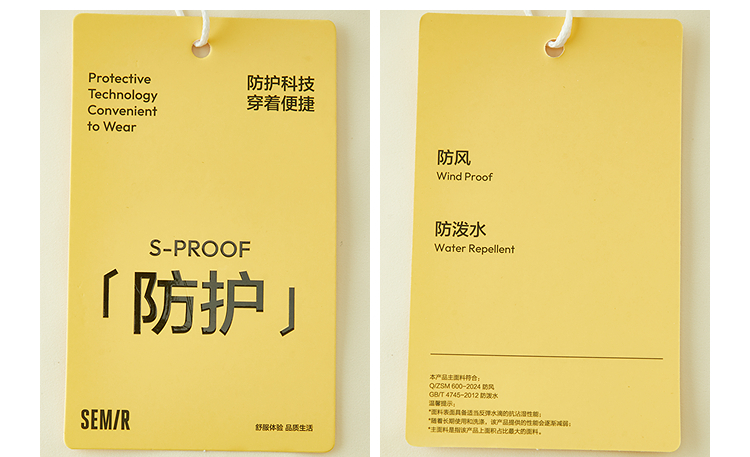 Protective
Technology
Convenient
to Wear
防护科技
穿着便捷
S-PROOF
「防护」
SEMIR
舒服体验 品质生活
防风
Wind Proof
防泼水
Water Repellent
本产品主面料符合：
Q/ZSM 600-2024 防风
GB/T 4745-2012 防泼水
温馨提示：
*面料表面具备适当反弹水滴的抗沾湿性能；
*随着长期使用和洗涤，该产品提供的性能会逐渐减弱；
*主面料是指该产品上面积占比最大的面料。